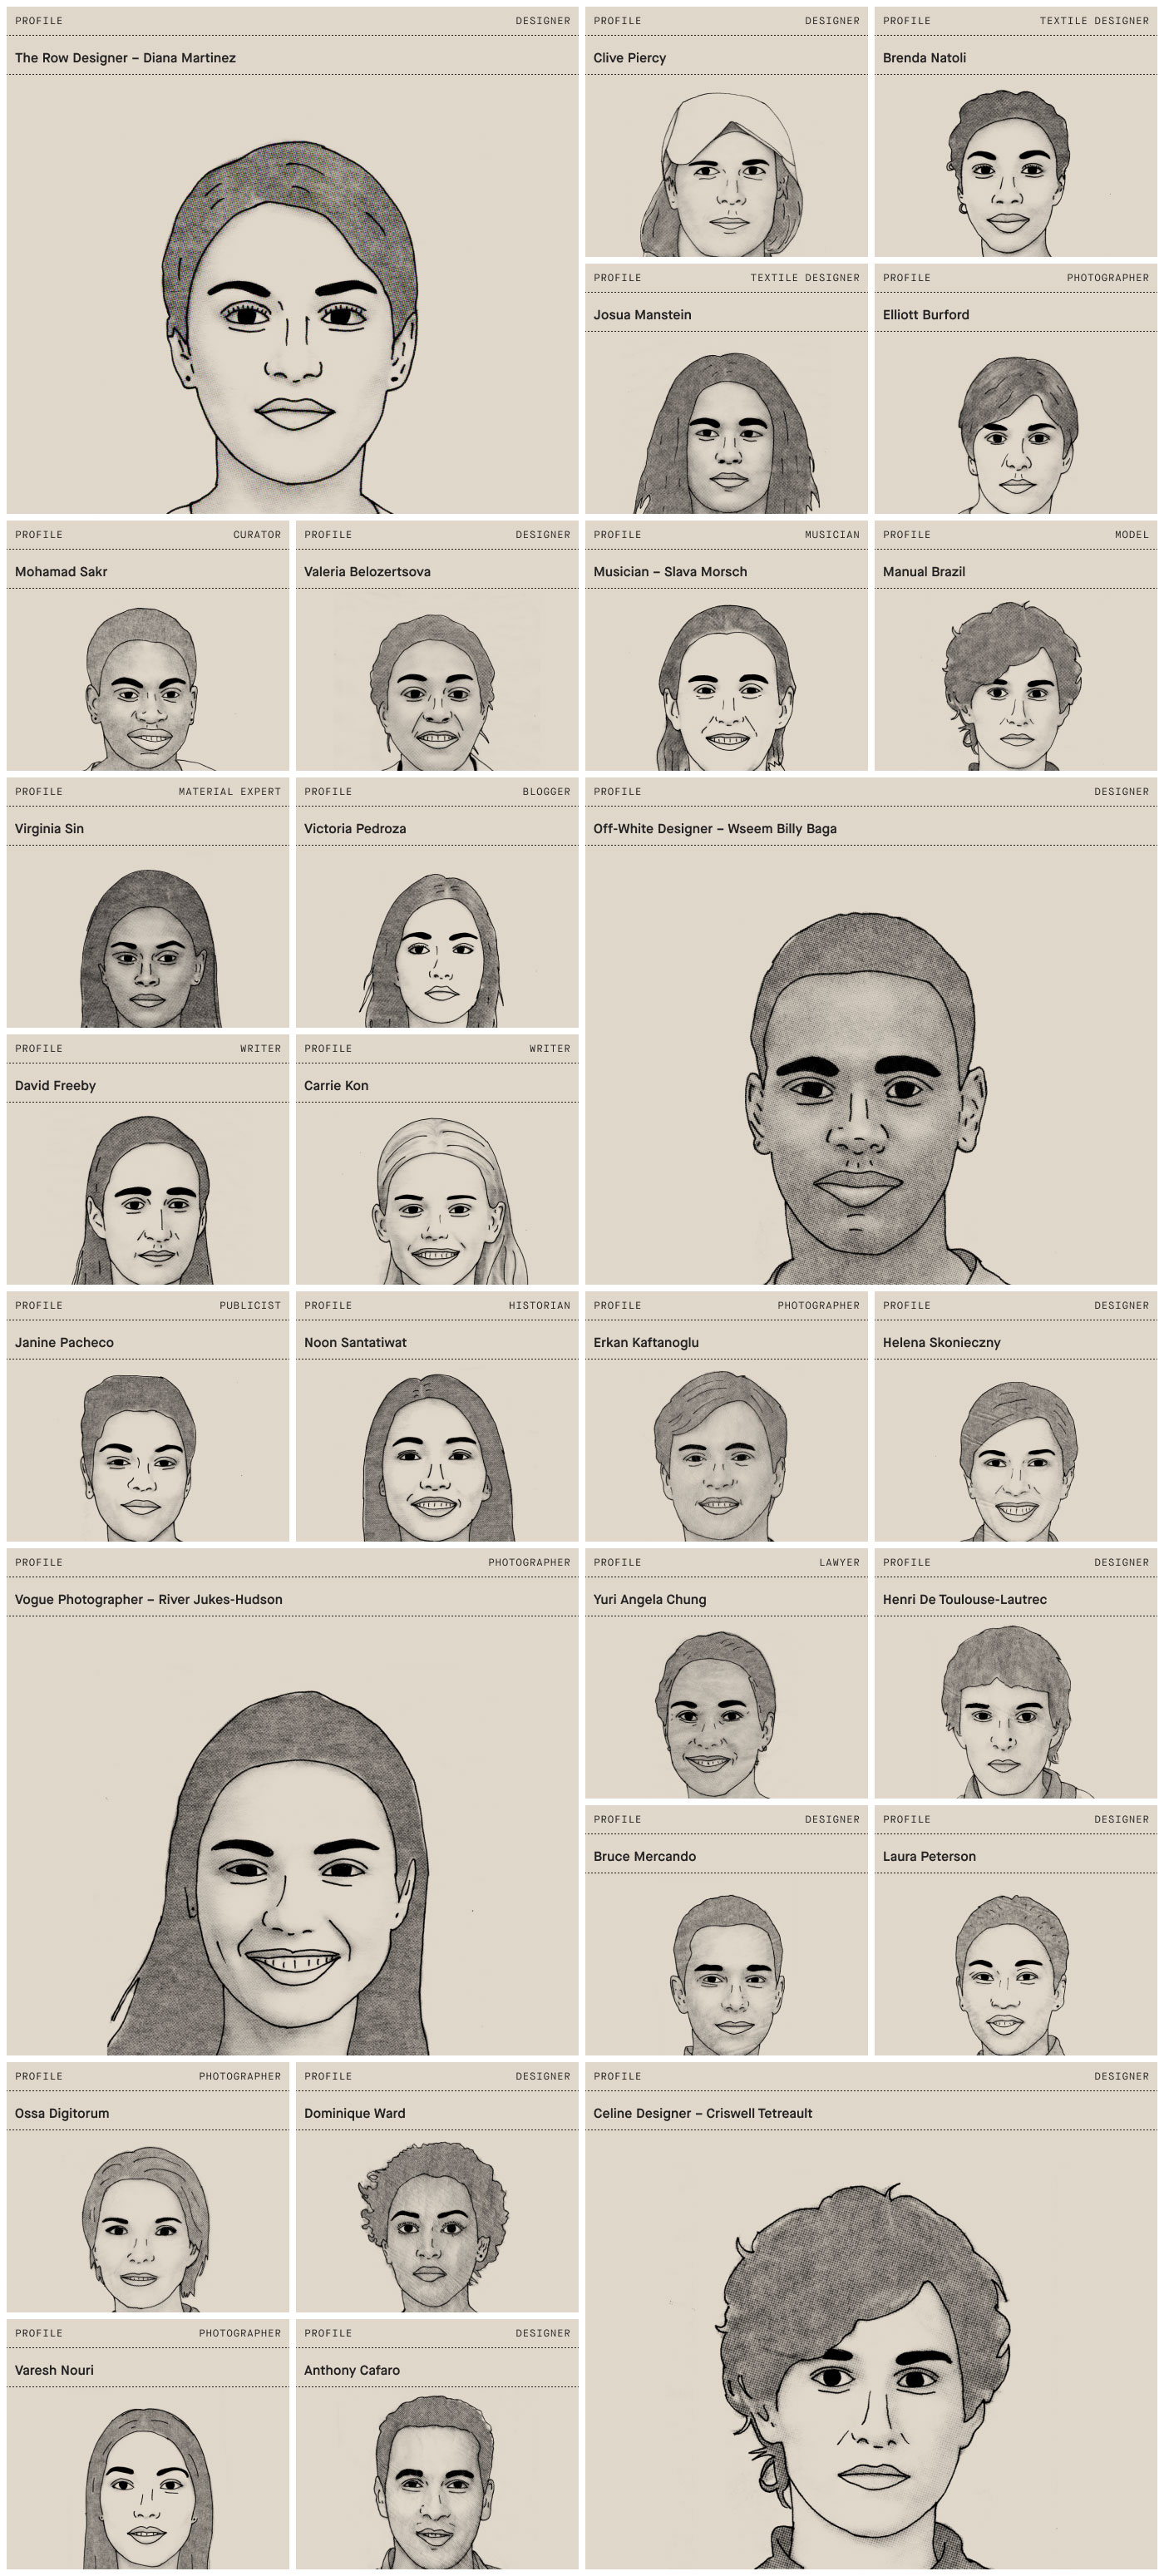 PROFILE DESIGNER
The Row Designer – Diana Martinez
PROFILE DESIGNER
Clive Piercy
PROFILE TEXTILE DESIGNER
Brenda Natoli
PROFILE TEXTILE DESIGNER
Josua Manstein
PROFILE PHOTOGRAPHER
Elliott Burford
PROFILE CURATOR
Mohamad Sakr
PROFILE DESIGNER
Valeria Belozertsova
PROFILE MUSICIAN
Musician – Slava Morsch
PROFILE MODEL
Manual Brazil
PROFILE MATERIAL EXPERT
Virginia Sin
PROFILE BLOGGER
Victoria Pedroza
PROFILE DESIGNER
Off-White Designer – Wseem Billy Baga
PROFILE WRITER
David Freeby
PROFILE WRITER
Carrie Kon
PROFILE PUBLICIST
Janine Pacheco
PROFILE HISTORIAN
Noon Santatiwat
PROFILE PHOTOGRAPHER
Erkan Kaftanoglu
PROFILE DESIGNER
Helena Skonieczny
PROFILE PHOTOGRAPHER
Vogue Photographer – River Jukes-Hudson
PROFILE LAWYER
Yuri Angela Chung
PROFILE DESIGNER
Henri De Toulouse-Lautrec
PROFILE DESIGNER
Bruce Mercando
PROFILE DESIGNER
Laura Peterson
PROFILE PHOTOGRAPHER
Ossa Digitorum
PROFILE DESIGNER
Dominique Ward
PROFILE DESIGNER
Celine Designer – Criswell Tetreault
PROFILE PHOTOGRAPHER
Varesh Nouri
PROFILE DESIGNER
Anthony Cafaro